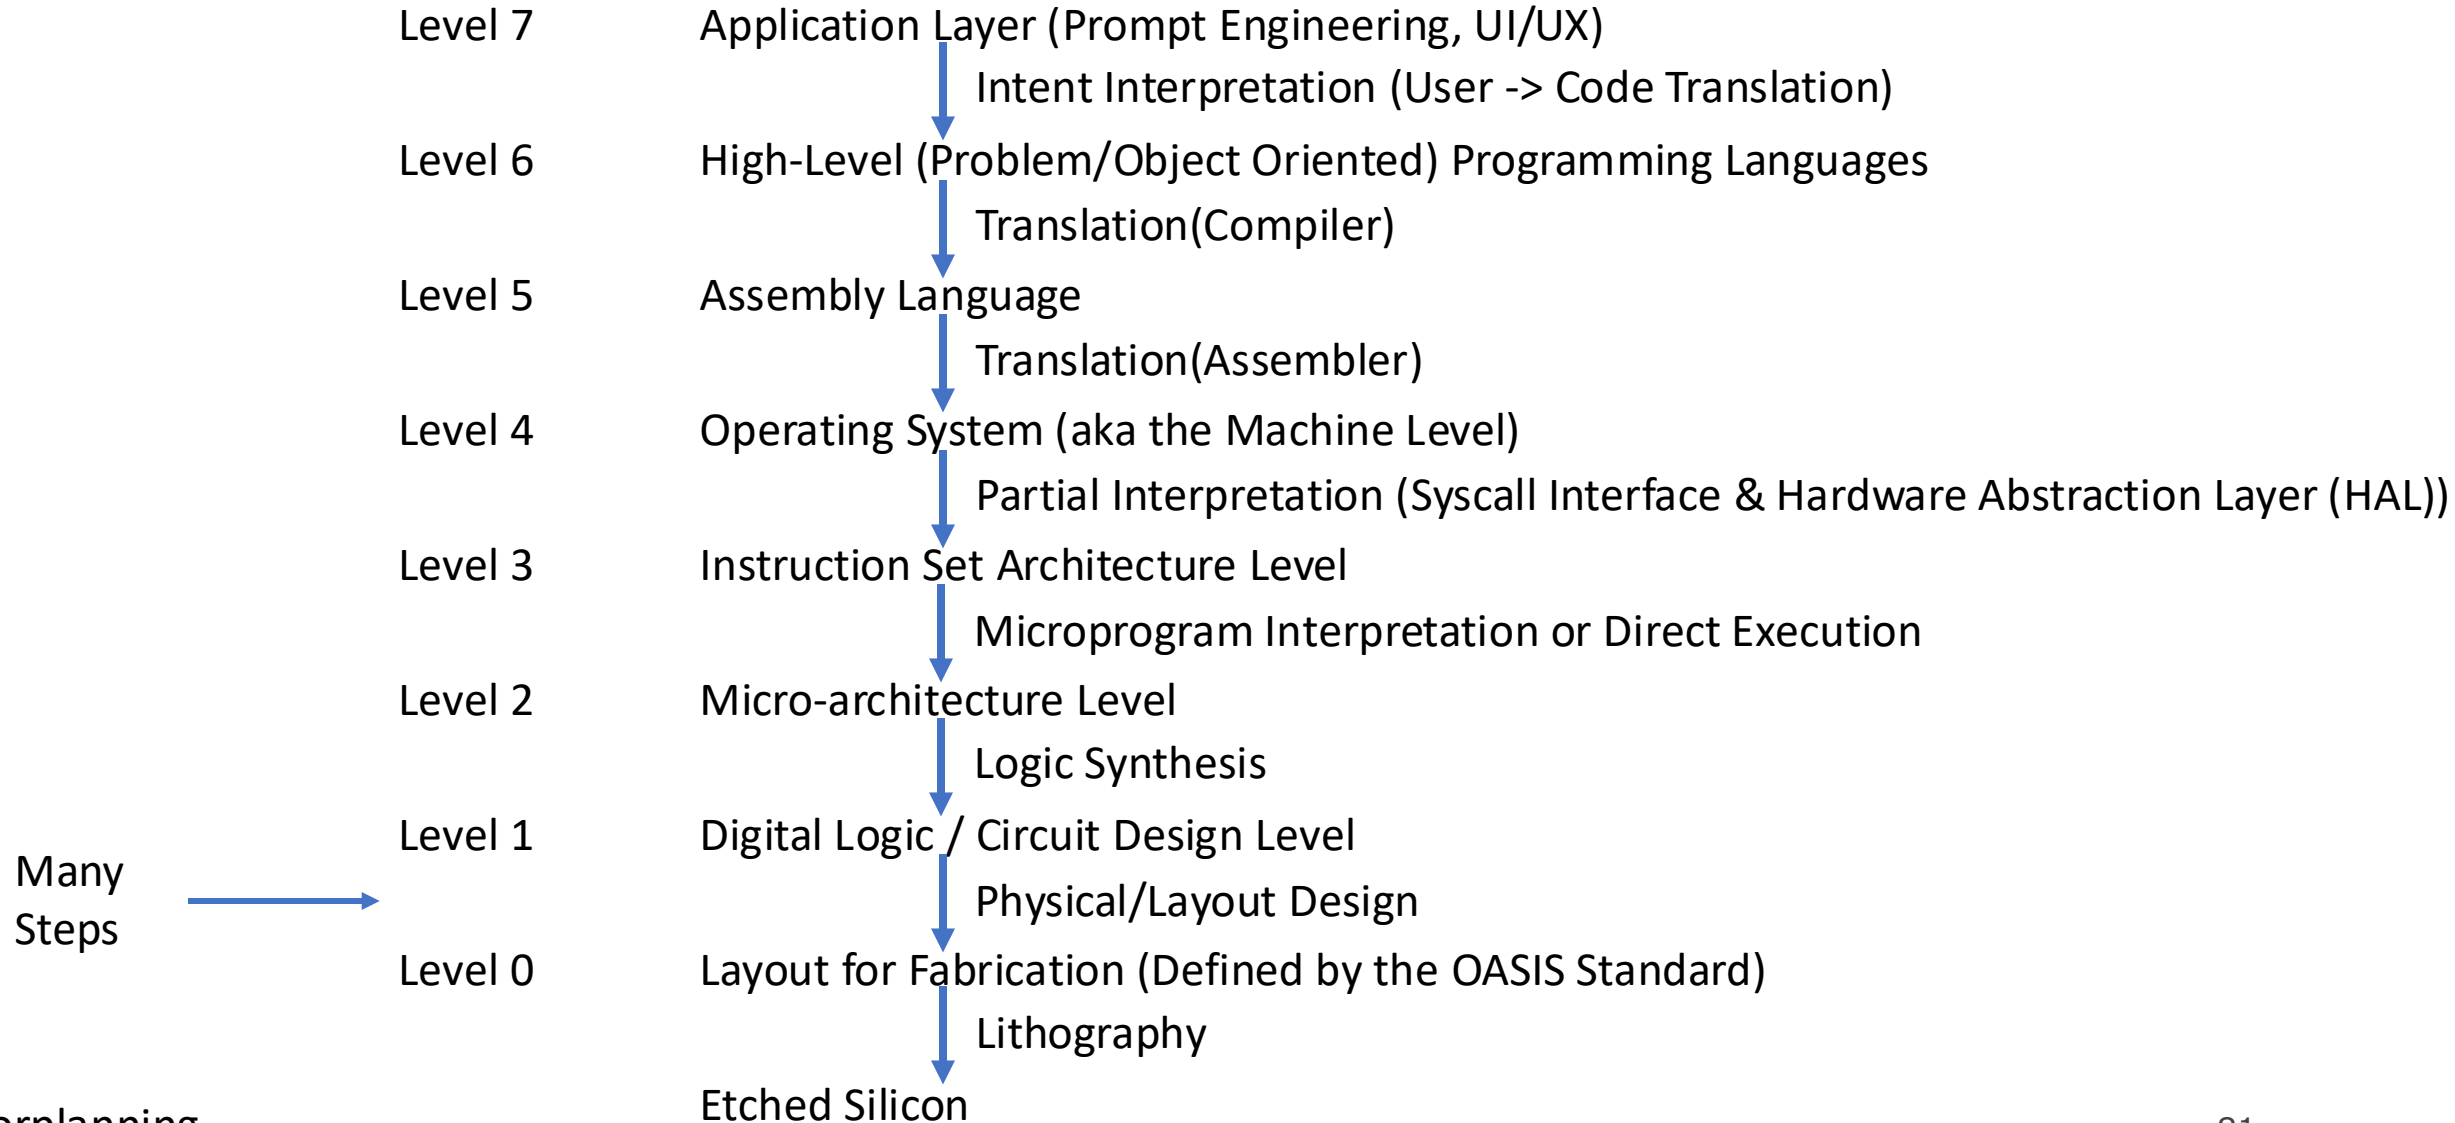 Level 7 Application Layer (Prompt Engineering, UI/UX)
Intent Interpretation (User -> Code Translation)
Level 6 High-Level (Problem/Object Oriented) Programming Languages
Translation(Compiler)
Level 5 Assembly Language
Translation(Assembler)
Level 4 Operating System (aka the Machine Level)
Partial Interpretation (Syscall Interface & Hardware Abstraction Layer (HAL))
Level 3 Instruction Set Architecture Level
Microprogram Interpretation or Direct Execution
Level 2 Micro-architecture Level
Logic Synthesis
Level 1 Digital Logic / Circuit Design Level
Many
Steps
Physical/Layout Design
Level 0 Layout for Fabrication (Defined by the OASIS Standard)
Lithography
Etched Silicon